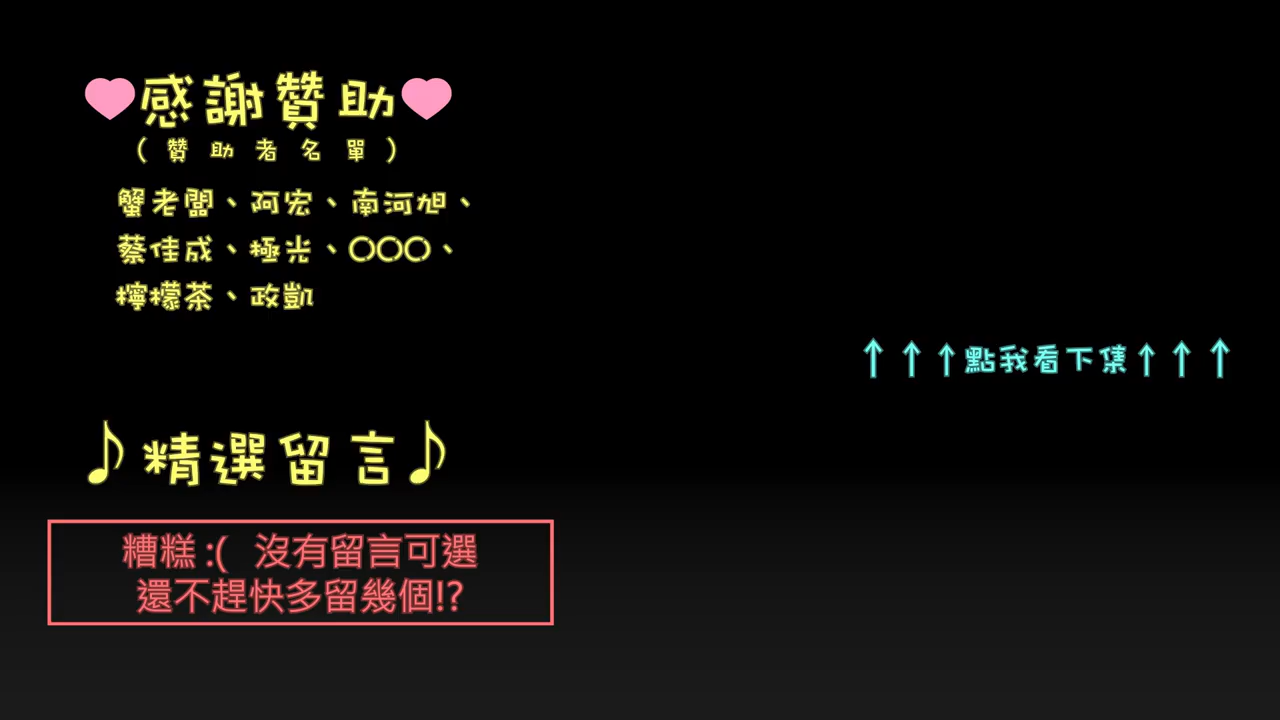 感謝贊助
(贊助者名單)
蟹老闆、阿宏、南河旭、
蔡佳成、極光、〇〇〇、
檸檬茶、政凱
↑↑↑點我看下集↑↑↑
♪精選留言♪
糟糕:( 沒有留言可選
還不趕快多留幾個!?